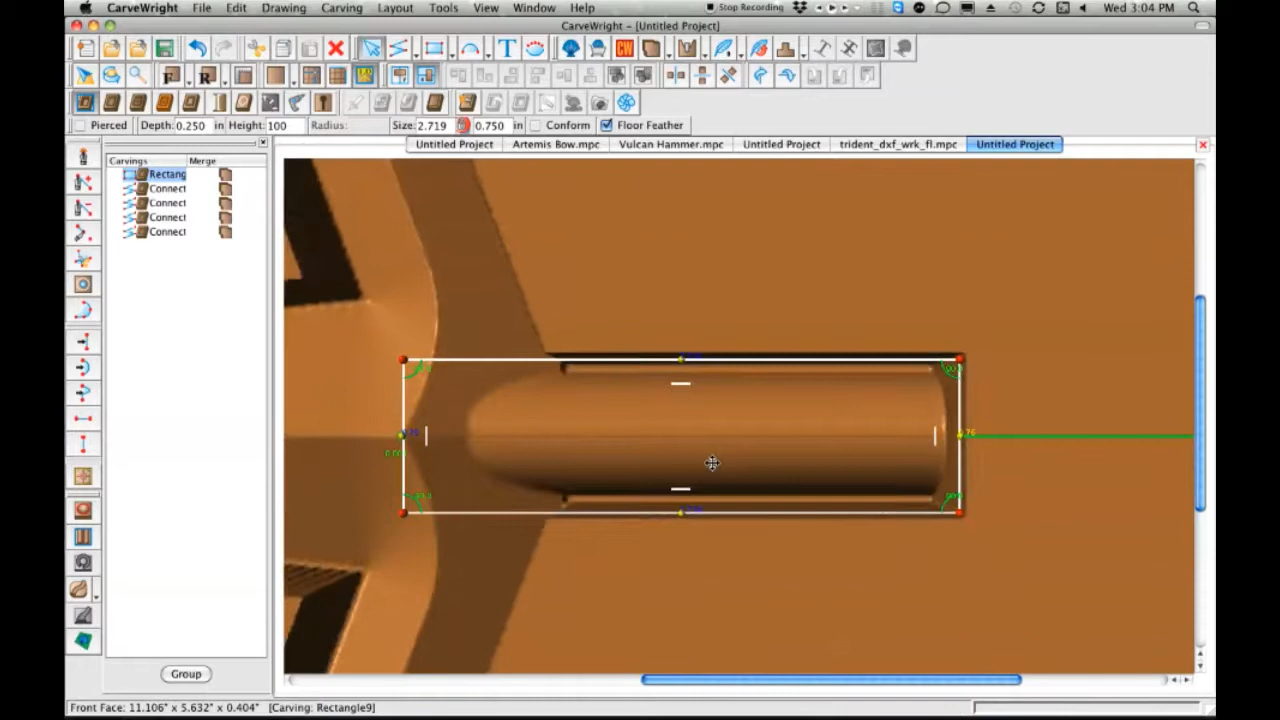 CarveWright File Edit Drawing Carving Layout Tools View Window Help Stop Recording Wed 3:04 PM
CarveWright - [Untitled Project]
T CW
F R
Pierced Depth: 0.250 in Height: 100 Radius: Size: 2.719 0.750 in Conform Floor Feather
Untitled Project Artemis Bow.mpc Vulcan Hammer.mpc Untitled Project trident_dxf_wrk_fl.mpc Untitled Project
Carvings Merge
Rectang
Connect
Connect
Connect
Connect
Group
Front Face: 11.106" x 5.632" x 0.404" [Carving: Rectangle9]